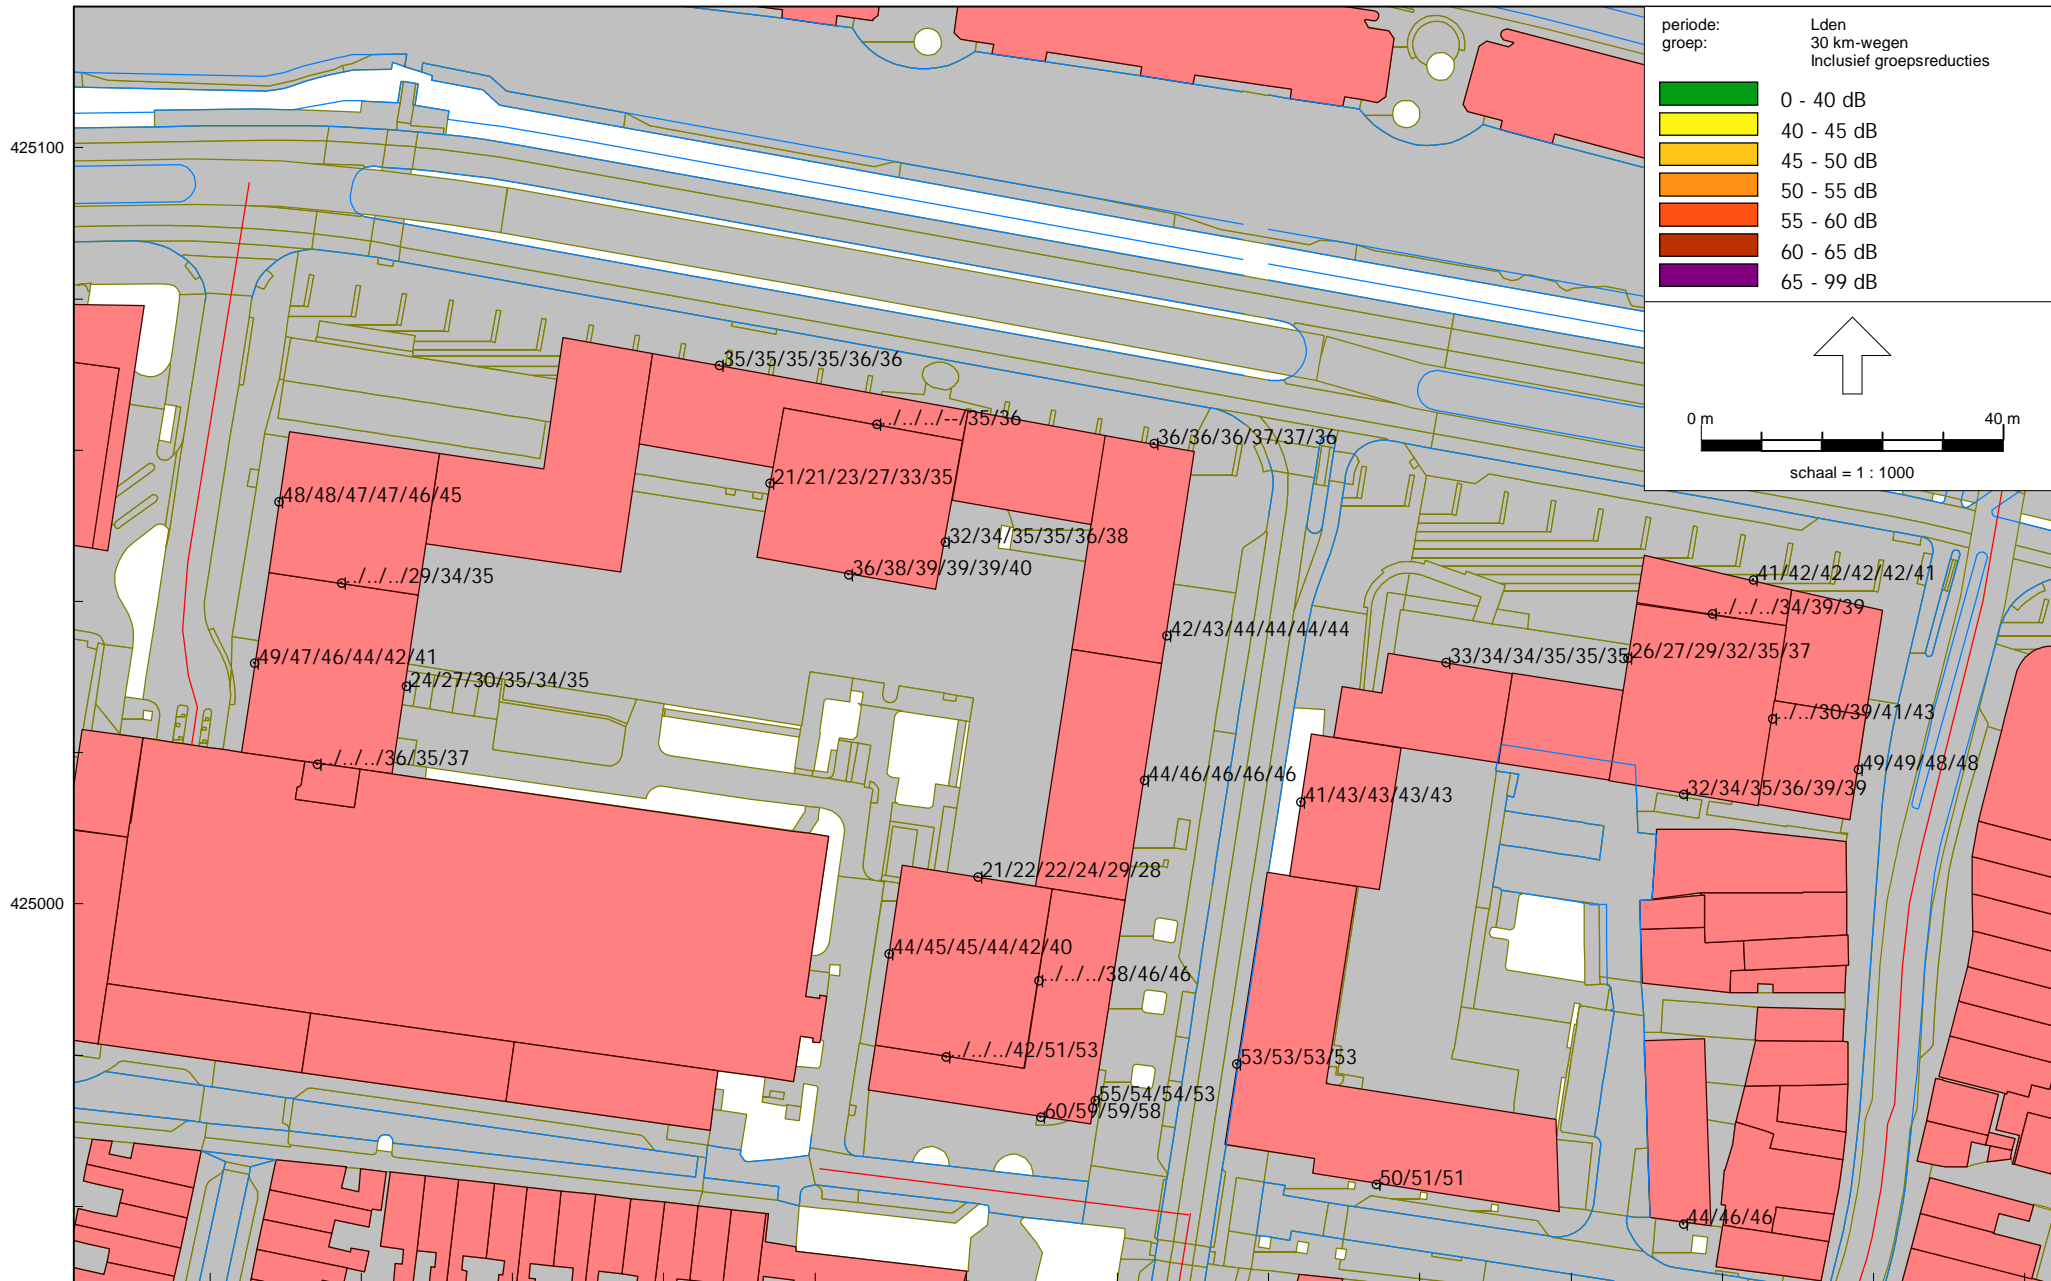 periode: Lden
groep: 30 km-wegen
Inclusief groepsreducties
0 - 40 dB
40 - 45 dB
45 - 50 dB
50 - 55 dB
55 - 60 dB
60 - 65 dB
65 - 99 dB
0 m 40 m
schaal = 1 : 1000
425100
35/35/35/35/36/36
../../../--/35/36
36/36/36/37/37/36
21/21/23/27/33/35
48/48/47/47/46/45
32/34/35/35/36/38
36/38/39/39/39/40
../../../29/34/35
41/42/42/42/42/41
../../../34/39/39
42/43/44/44/44/44
49/47/46/44/42/41
33/34/34/35/35/35
26/27/29/32/35/37
24/27/30/35/34/35
../../30/39/41/43
../../../36/35/37
44/46/46/46/46
49/49/48/48
41/43/43/43/43
32/34/35/36/39/39
21/22/22/24/29/28
425000
44/45/45/44/42/40
../../../38/46/46
../../../42/51/53
53/53/53/53
55/54/54/53
60/59/59/58
50/51/51
44/46/46